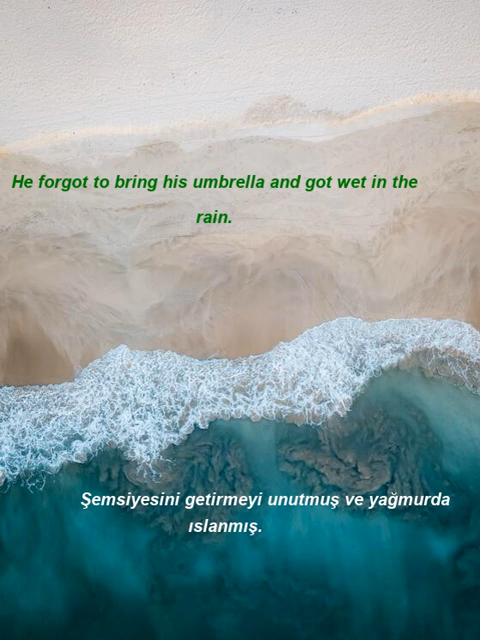 He forgot to bring his umbrella and got wet in the
rain.
Şemsiyesini getirmeyi unutmuş ve yağmurda
ıslanmış.